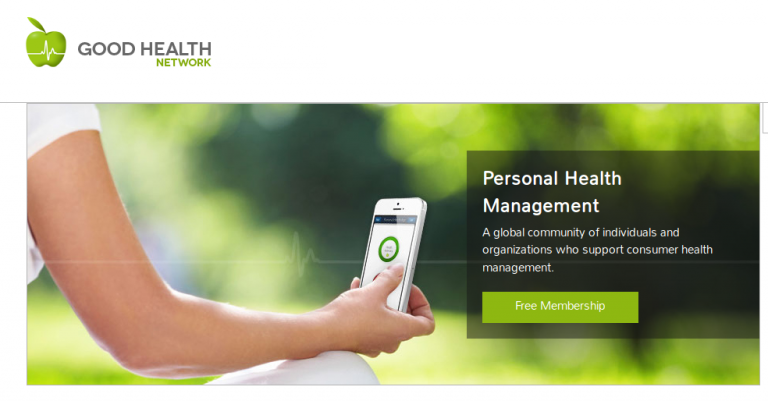 GOOD HEALTH
NETWORK
Personal Health
Management
A global community of individuals and
organizations who support consumer health
management.
Free Membership